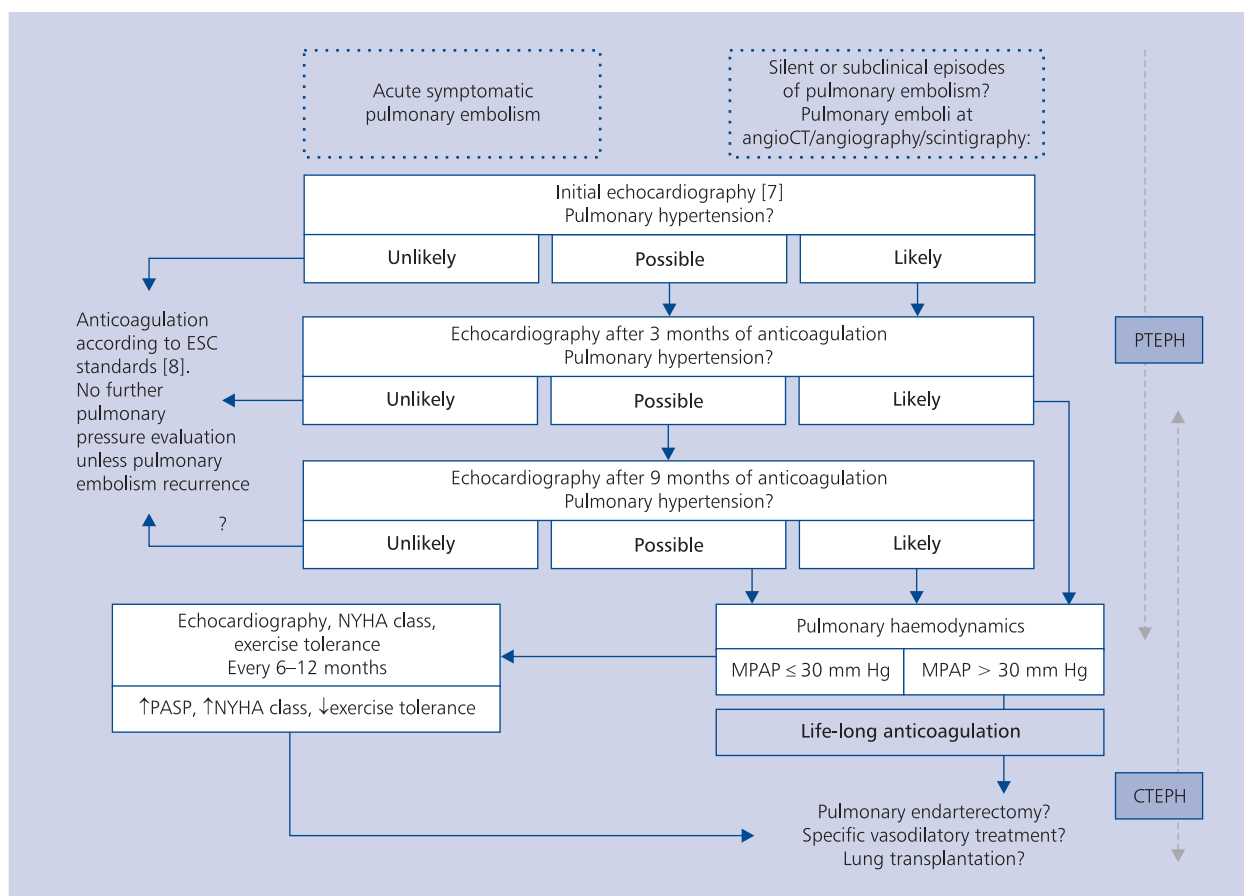 Acute symptomatic
pulmonary embolism
Silent or subclinical episodes
of pulmonary embolism?
Pulmonary emboli at
angioCT/angiography/scintigraphy:
Initial echocardiography [7]
Pulmonary hypertension?
Unlikely
Possible
Likely
Anticoagulation
according to ESC
standards [8].
No further
pulmonary
pressure evaluation
unless pulmonary
embolism recurrence
?
Echocardiography after 3 months of anticoagulation
Pulmonary hypertension?
Unlikely
Possible
Likely
PTEPH
Echocardiography after 9 months of anticoagulation
Pulmonary hypertension?
Unlikely
Possible
Likely
Echocardiography, NYHA class,
exercise tolerance
Every 6–12 months
↑PASP, ↑NYHA class, ↓exercise tolerance
Pulmonary haemodynamics
MPAP ≤ 30 mm Hg
MPAP > 30 mm Hg
Life-long anticoagulation
CTEPH
Pulmonary endarterectomy?
Specific vasodilatory treatment?
Lung transplantation?